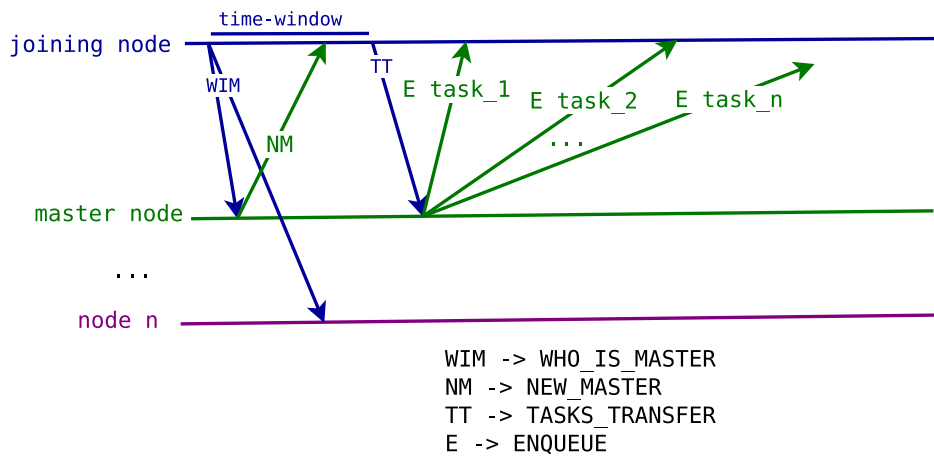 time-window
joining node
WIM
TT
E task_1
E task_2
E task_n
NM
...
master node
...
node n
WIM -> WHO_IS_MASTER
NM -> NEW_MASTER
TT -> TASKS_TRANSFER
E -> ENQUEUE